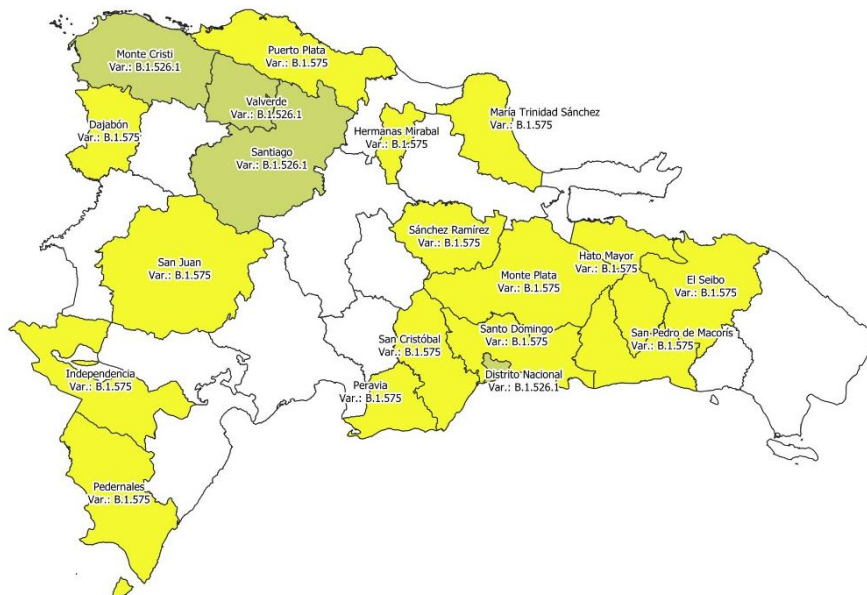 Monte Cristi
Var.: B.1.526.1
Puerto Plata
Var.: B.1.575
Valverde
Var.: B.1.526.1
María Trinidad Sánchez
Var.: B.1.575
Dajabón
Var.: B.1.575
Hermanas Mirabal
Var.: B.1.575
Santiago
Var.: B.1.526.1
Sánchez Ramírez
Var.: B.1.575
San Juan
Var.: B.1.575
Monte Plata
Var.: B.1.575
Hato Mayor
Var.: B.1.575
El Seibo
Var.: B.1.575
San Cristóbal
Var.: B.1.575
Santo Domingo
Var.: B.1.575
San Pedro de Macorís
Var.: B.1.575
Independencia
Var.: B.1.575
Peravia
Var.: B.1.575
Distrito Nacional
Var.: B.1.526.1
Pedernales
Var.: B.1.575